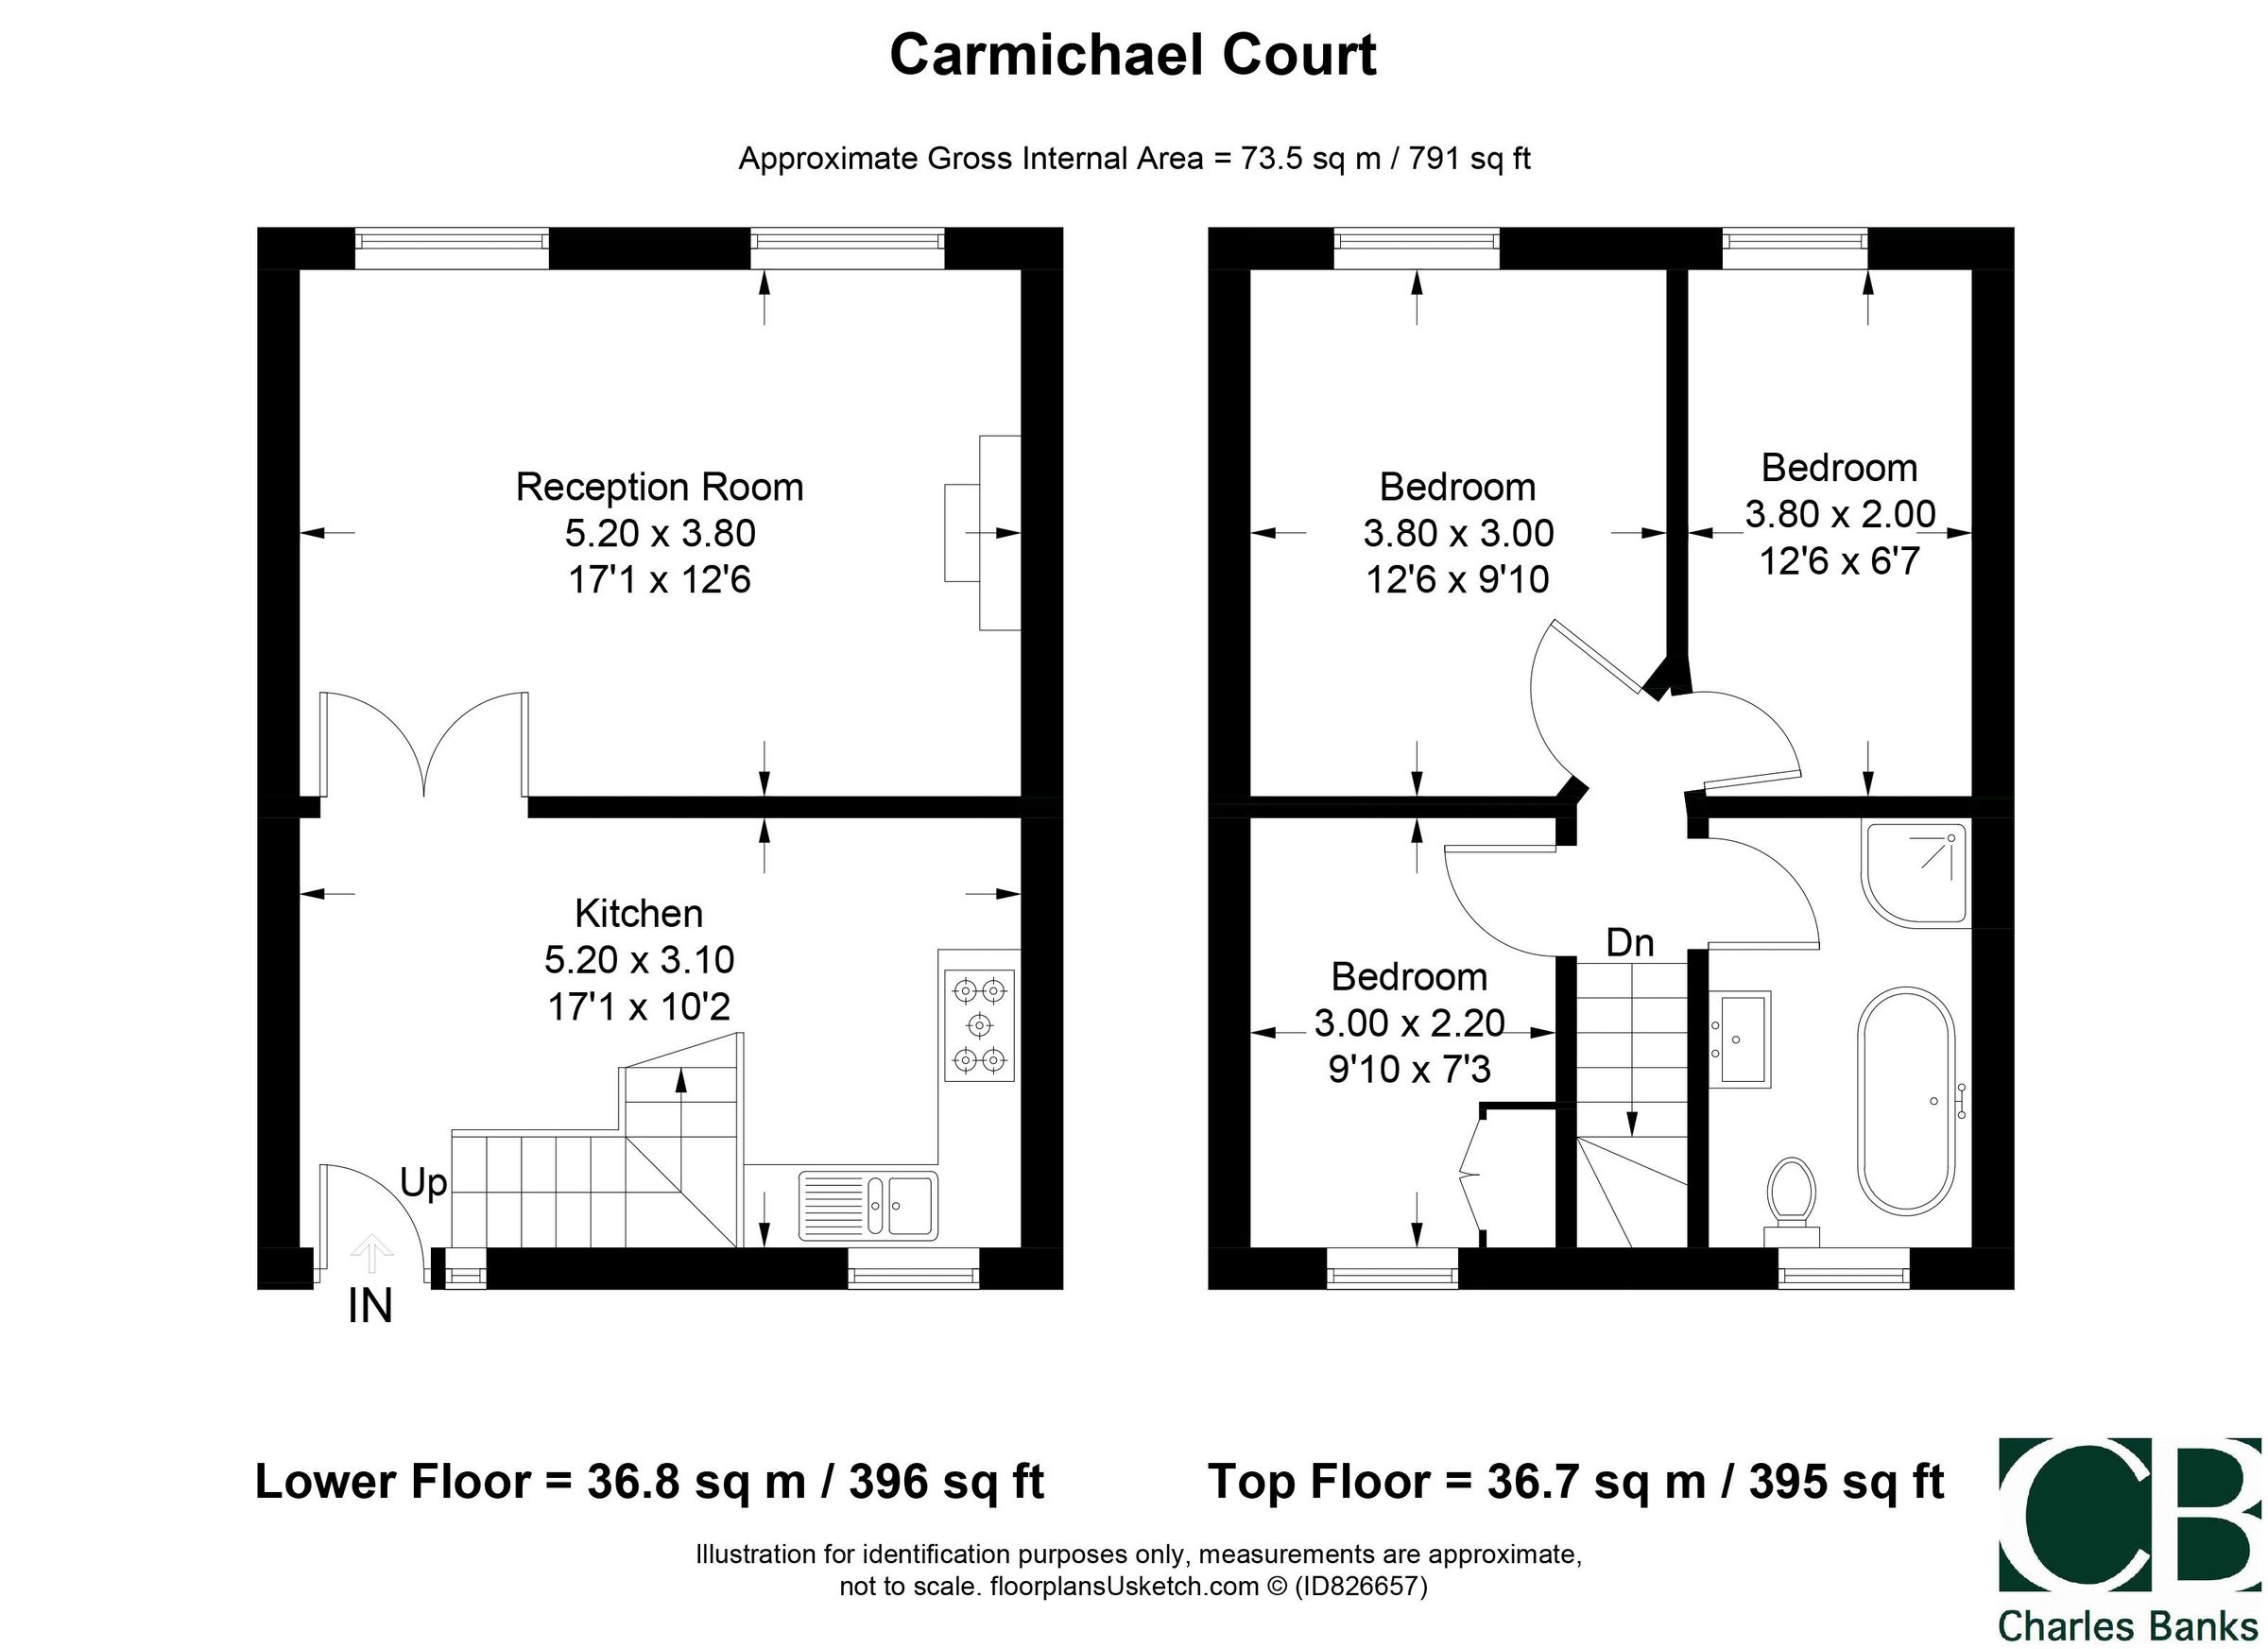 Carmichael Court
Approximate Gross Internal Area = 73.5 sq m / 791 sq ft
Reception Room
5.20 x 3.80
17'1 x 12'6
Kitchen
5.20 x 3.10
17'1 x 10'2
Up
IN
Bedroom
3.80 x 3.00
12'6 x 9'10
Bedroom
3.80 x 2.00
12'6 x 6'7
Dn
Bedroom
3.00 x 2.20
9'10 x 7'3
Lower Floor = 36.8 sq m / 396 sq ft
Top Floor = 36.7 sq m / 395 sq ft
Illustration for identification purposes only, measurements are approximate,
not to scale. floorplansUsketch.com © (ID826657)
CB
Charles Banks